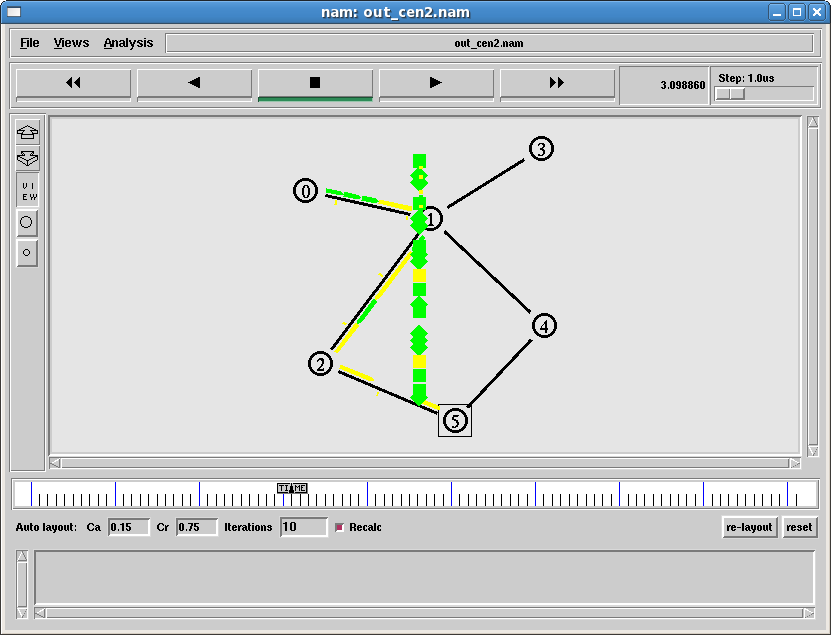 nam: out_cen2.nam
File Views Analysis out_cen2.nam
3.098860 Step: 1.0us
3
0
1
VIEW
4
2
5
TIME
Auto layout: Ca 0.15 Cr 0.75 Iterations 10 Recalc re-layout reset